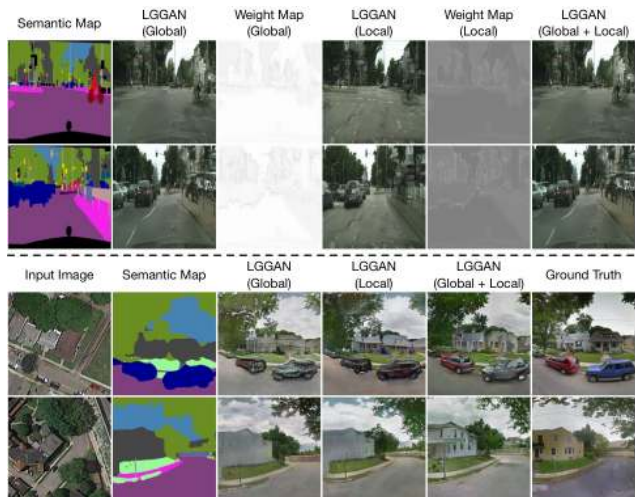 Semantic Map
LGGAN
(Global)
Weight Map
(Global)
LGGAN
(Local)
Weight Map
(Local)
LGGAN
(Global + Local)
Input Image
Semantic Map
LGGAN
(Global)
LGGAN
(Local)
LGGAN
(Global + Local)
Ground Truth